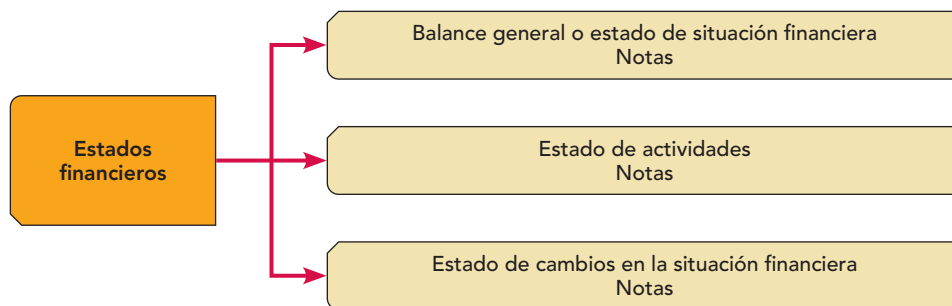 Balance general o estado de situación financiera
Notas
Estados
financieros
Estado de actividades
Notas
Estado de cambios en la situación financiera
Notas